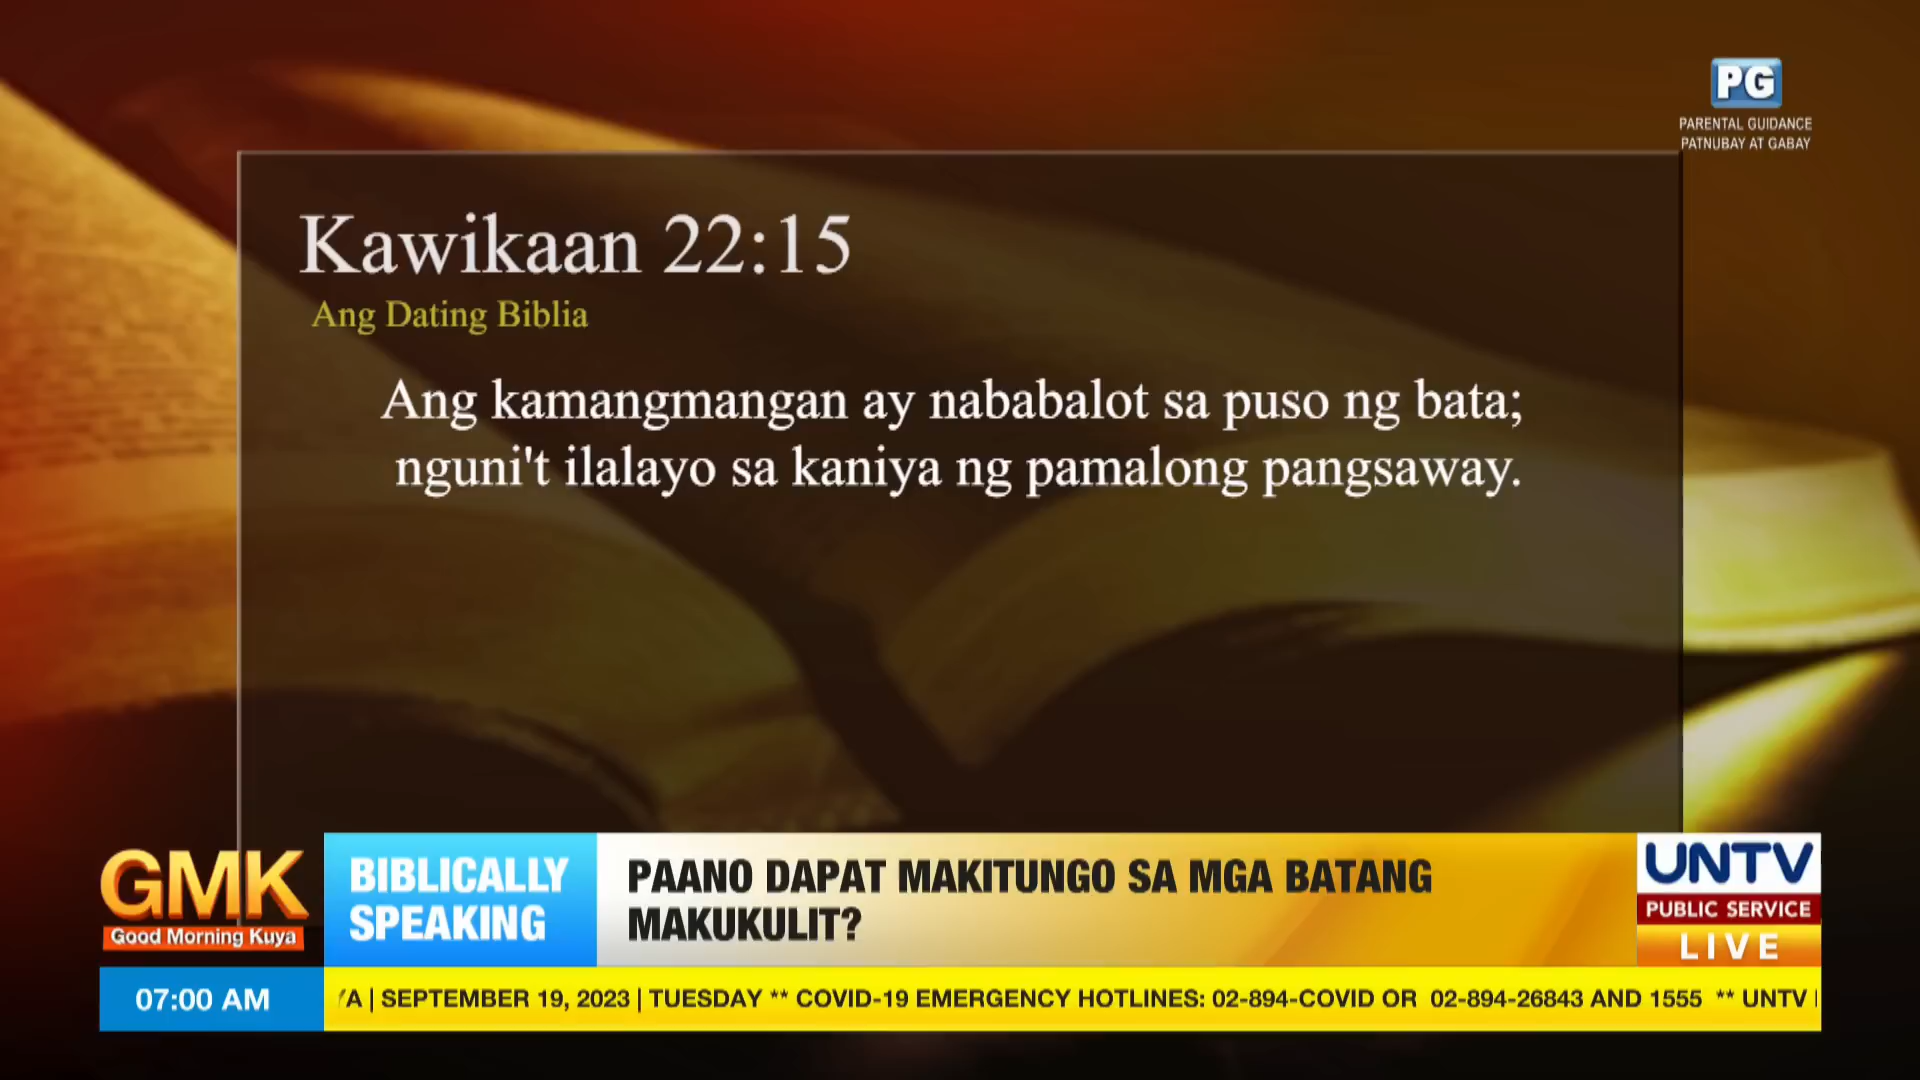 PG
PARENTAL GUIDANCE
PATNUBAY AT GABAY
Kawikaan 22:15
Ang Dating Biblia
Ang kamangmangan ay nababalot sa puso ng bata;
nguni't ilalayo sa kaniya ng pamalong pangsaway.
GMK
Good Morning Kuya
BIBLICALLY
SPEAKING
PAANO DAPAT MAKITUNGO SA MGA BATANG
MAKUKULIT?
UNTV
PUBLIC SERVICE
LIVE
07:00 AM
YA | SEPTEMBER 19, 2023 | TUESDAY ** COVID-19 EMERGENCY HOTLINES: 02-894-COVID OR 02-894-26843 AND 1555 ** UNTV